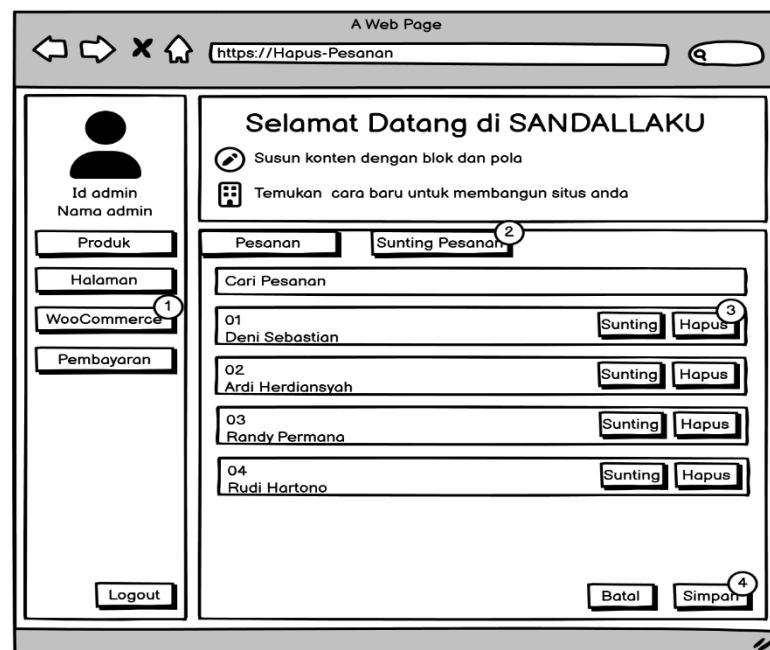 A Web Page
https://Hapus-Pesanan
Id admin
Nama admin
Produk
Halaman
WooCommerce
1
Pembayaran
Logout
Selamat Datang di SANDALLAKU
Susun konten dengan blok dan pola
Temukan cara baru untuk membangun situs anda
Pesanan
Sunting Pesanan
2
Cari Pesanan
01
Deni Sebastian
Sunting
Hapus
3
02
Ardi Herdiansyah
Sunting
Hapus
03
Randy Permana
Sunting
Hapus
04
Rudi Hartono
Sunting
Hapus
Batal
Simpan
4